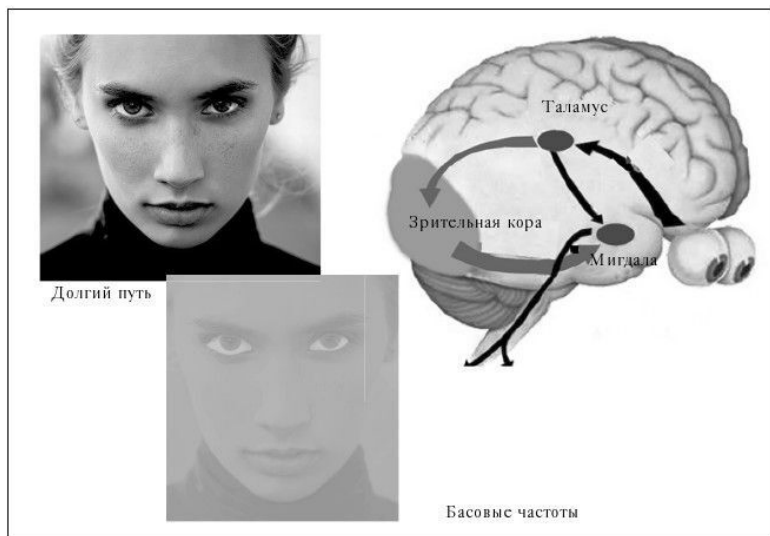 Таламус
Зрительная кора
Мигдала
Долгий путь
Басовые частоты